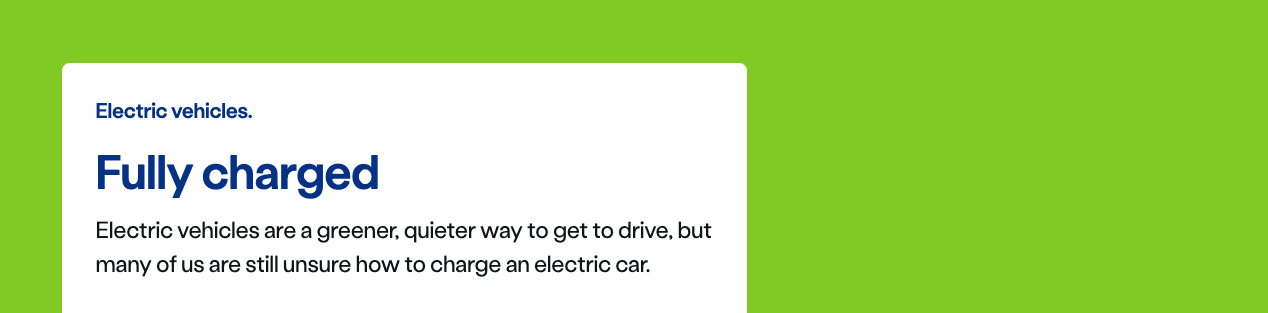 Electric vehicles.
Fully charged
Electric vehicles are a greener, quieter way to get to drive, but
many of us are still unsure how to charge an electric car.